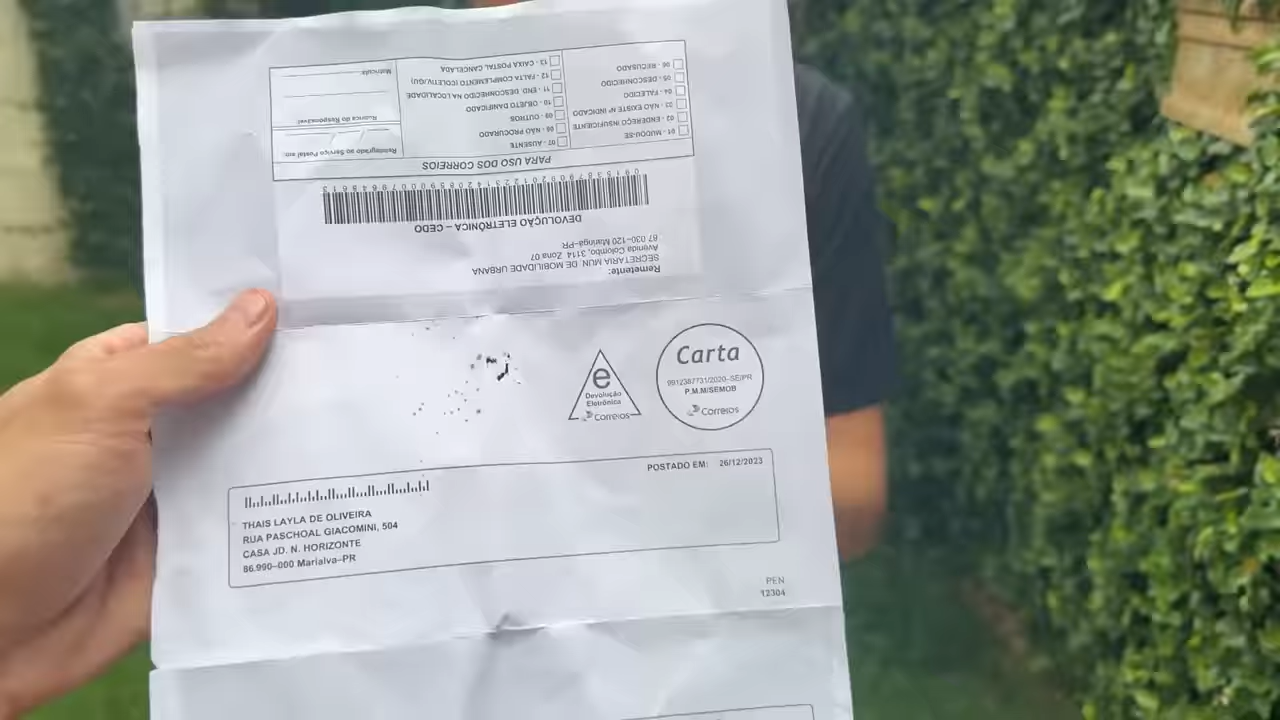 Carta
9912387731/2020-SE/PR
P.M.M/SEMOB
Correios
e
Devolução
Eletrônica
Correios
POSTADO EM: 26/12/2023
THAIS LAYLA DE OLIVEIRA
RUA PASCHOAL GIACOMINI, 504
CASA JD. N. HORIZONTE
86.990-000 Marialva-PR
PEN
12304
Remetente:
SECRETARIA MUN. DE MOBILIDADE URBANA
Avenida Colombo, 3114 Zona 07
87 030-120 Maringá-PR
DEVOLUÇÃO ELETRÔNICA - CEDO
PARA USO DOS CORREIOS
01 - MUDOU-SE
02 - ENDEREÇO INSUFICIENTE
03 - NÃO EXISTE Nº INDICADO
04 - FALECIDO
05 - DESCONHECIDO
06 - RECUSADO
07 - AUSENTE
08 - NÃO PROCURADO
09 - OUTROS
10 - OBJETO DANIFICADO
11 - END. DESCONHECIDO NA LOCALIDADE
12 - FALTA COMPLEMENTO (COLETIVO)
13 - CAIXA POSTAL CANCELADA
Reintegrado ao Serviço Postal em:
Rubrica do Responsável
Matrícula